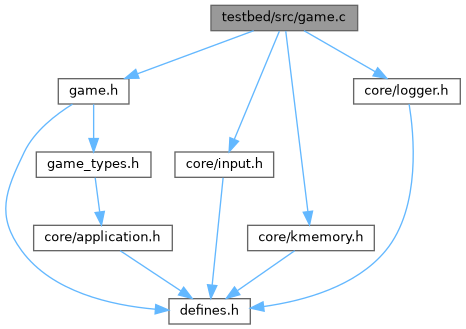 testbed/src/game.c
game.h
core/logger.h
game_types.h
core/input.h
core/application.h
core/kmemory.h
defines.h